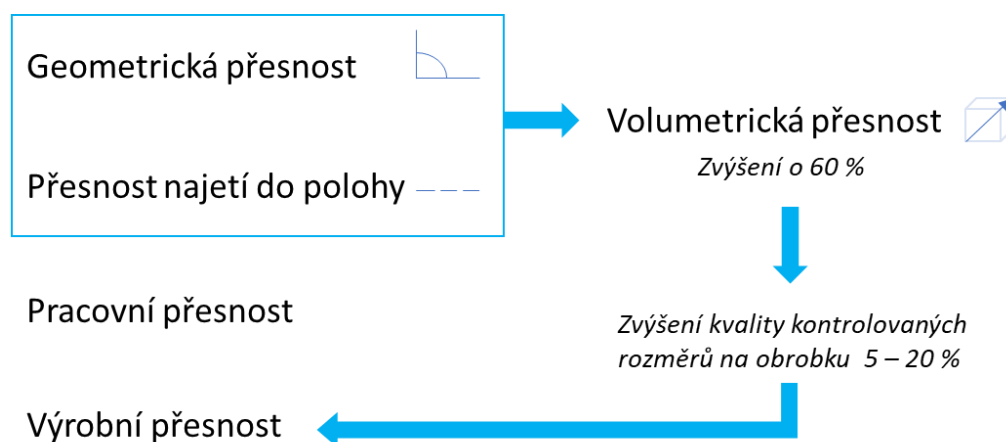 Geometrická přesnost
Přesnost najetí do polohy
Volumetrická přesnost
Zvýšení o 60 %
Pracovní přesnost
Zvýšení kvality kontrolovaných
rozměrů na obrobku 5 – 20 %
Výrobní přesnost